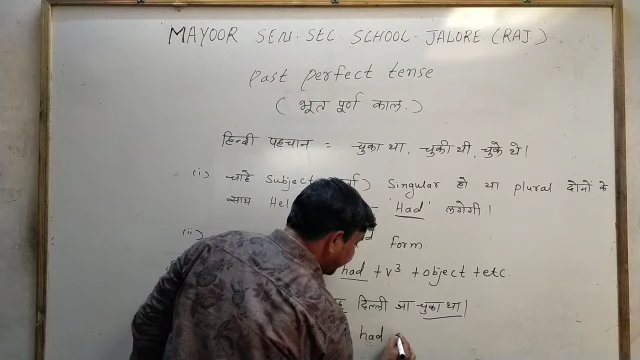 MAYOOR SEN. SEC. SCHOOL - JALORE (RAJ.)
Past perfect tense
( भूत पूर्ण काल. )
हिन्दी पहचान = चुका था, चुकी थी, चुके थे।
(i) चाहे Subject ) Singular हो या plural दोनों के
साथ Hel 'Had' लगेगी।
(ii) form.
had + v³ + object + etc.
दिल्ली जा चुका था।
had